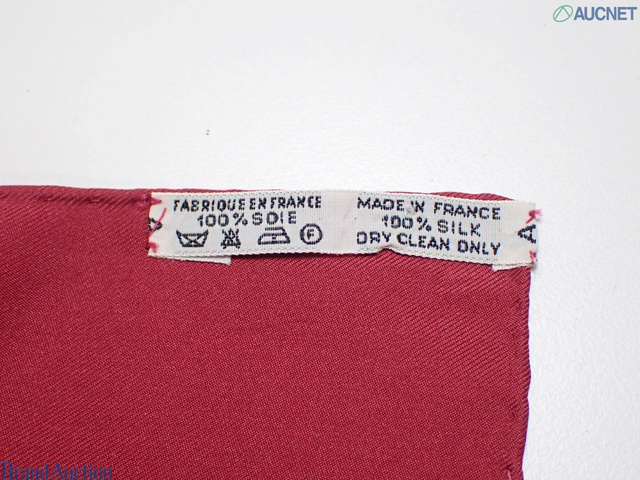 AUCNET
FABRIQUE EN FRANCE
100% SOIE
F
MADE IN FRANCE
100% SILK
DRY CLEAN ONLY
A
Brand Auction